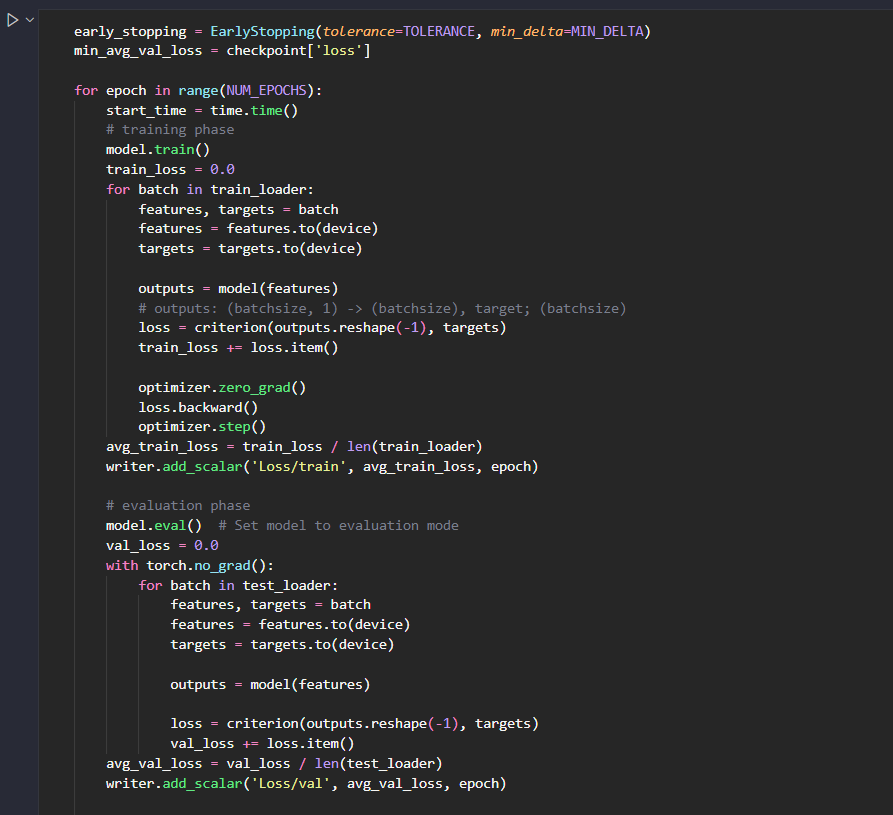 early_stopping = EarlyStopping(tolerance=TOLERANCE, min_delta=MIN_DELTA)
min_avg_val_loss = checkpoint['loss']
for epoch in range(NUM_EPOCHS):
start_time = time.time()
# training phase
model.train()
train_loss = 0.0
for batch in train_loader:
features, targets = batch
features = features.to(device)
targets = targets.to(device)
outputs = model(features)
# outputs: (batchsize, 1) -> (batchsize), target; (batchsize)
loss = criterion(outputs.reshape(-1), targets)
train_loss += loss.item()
optimizer.zero_grad()
loss.backward()
optimizer.step()
avg_train_loss = train_loss / len(train_loader)
writer.add_scalar('Loss/train', avg_train_loss, epoch)
# evaluation phase
model.eval()  # Set model to evaluation mode
val_loss = 0.0
with torch.no_grad():
for batch in test_loader:
features, targets = batch
features = features.to(device)
targets = targets.to(device)
outputs = model(features)
loss = criterion(outputs.reshape(-1), targets)
val_loss += loss.item()
avg_val_loss = val_loss / len(test_loader)
writer.add_scalar('Loss/val', avg_val_loss, epoch)